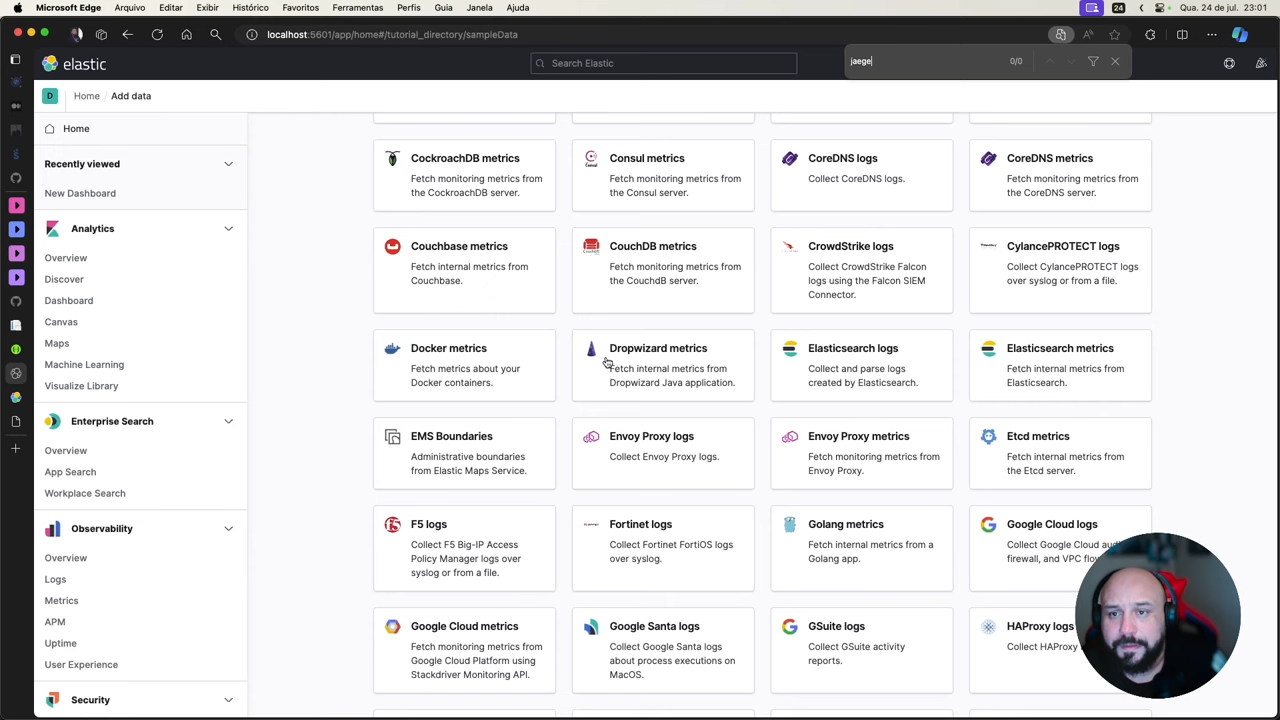 Microsoft Edge Arquivo Editar Exibir Histórico Favoritos Ferramentas Perfis Guia Janela Ajuda 24 Qua. 24 de jul. 23:01
localhost:5601/app/home#/tutorial_directory/sampleData
elastic
Search Elastic
jaege 0/0
D Home / Add data
Home
Recently viewed
New Dashboard
Analytics
Overview
Discover
Dashboard
Canvas
Maps
Machine Learning
Visualize Library
Enterprise Search
Overview
App Search
Workplace Search
Observability
Overview
Logs
Metrics
APM
Uptime
User Experience
Security
CockroachDB metrics
Fetch monitoring metrics from
the CockroachDB server.
Consul metrics
Fetch monitoring metrics from
the Consul server.
CoreDNS logs
Collect CoreDNS logs.
CoreDNS metrics
Fetch monitoring metrics from
the CoreDNS server.
Couchbase metrics
Fetch internal metrics from
Couchbase.
CouchDB metrics
Fetch monitoring metrics from
the CouchdB server.
CrowdStrike logs
Collect CrowdStrike Falcon
logs using the Falcon SIEM
Connector.
CylancePROTECT logs
Collect CylancePROTECT logs
over syslog or from a file.
Docker metrics
Fetch metrics about your
Docker containers.
Dropwizard metrics
Fetch internal metrics from
Dropwizard Java application.
Elasticsearch logs
Collect and parse logs
created by Elasticsearch.
Elasticsearch metrics
Fetch internal metrics from
Elasticsearch.
EMS Boundaries
Administrative boundaries
from Elastic Maps Service.
Envoy Proxy logs
Collect Envoy Proxy logs.
Envoy Proxy metrics
Fetch monitoring metrics from
Envoy Proxy.
Etcd metrics
Fetch internal metrics from
the Etcd server.
F5 logs
Collect F5 Big-IP Access
Policy Manager logs over
syslog or from a file.
Fortinet logs
Collect Fortinet FortiOS logs
over syslog.
Golang metrics
Fetch internal metrics from a
Golang app.
Google Cloud logs
Collect Google Cloud
firewall, and VPC
Google Cloud metrics
Fetch monitoring metrics from
Google Cloud Platform using
Stackdriver Monitoring API.
Google Santa logs
Collect Google Santa logs
about process executions on
MacOS.
GSuite logs
Collect GSuite activity
reports.
HAProxy logs
Collect HAProxy